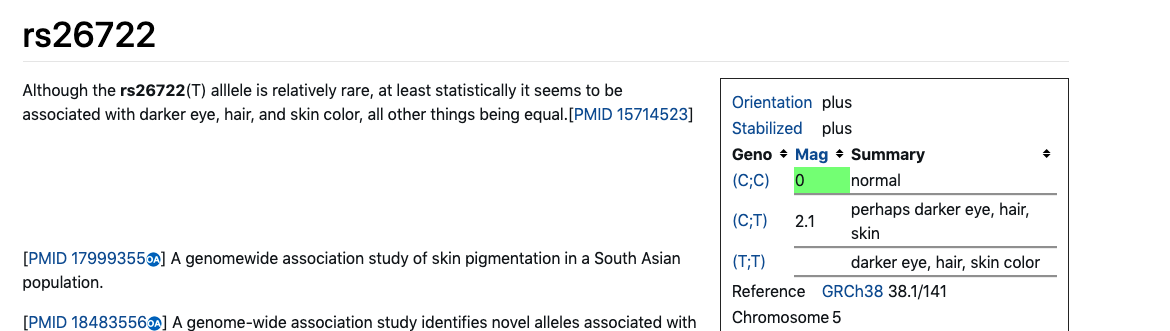 rs26722
Although the rs26722(T) alllele is relatively rare, at least statistically it seems to be
associated with darker eye, hair, and skin color, all other things being equal.[PMID 15714523]
[PMID 17999355OA] A genomewide association study of skin pigmentation in a South Asian
population.
[PMID 18483556OA] A genome-wide association study identifies novel alleles associated with
Orientation plus
Stabilized plus
Geno Mag Summary
(C;C) 0 normal
(C;T) 2.1 perhaps darker eye, hair,
skin
(T;T) darker eye, hair, skin color
Reference GRCh38 38.1/141
Chromosome 5